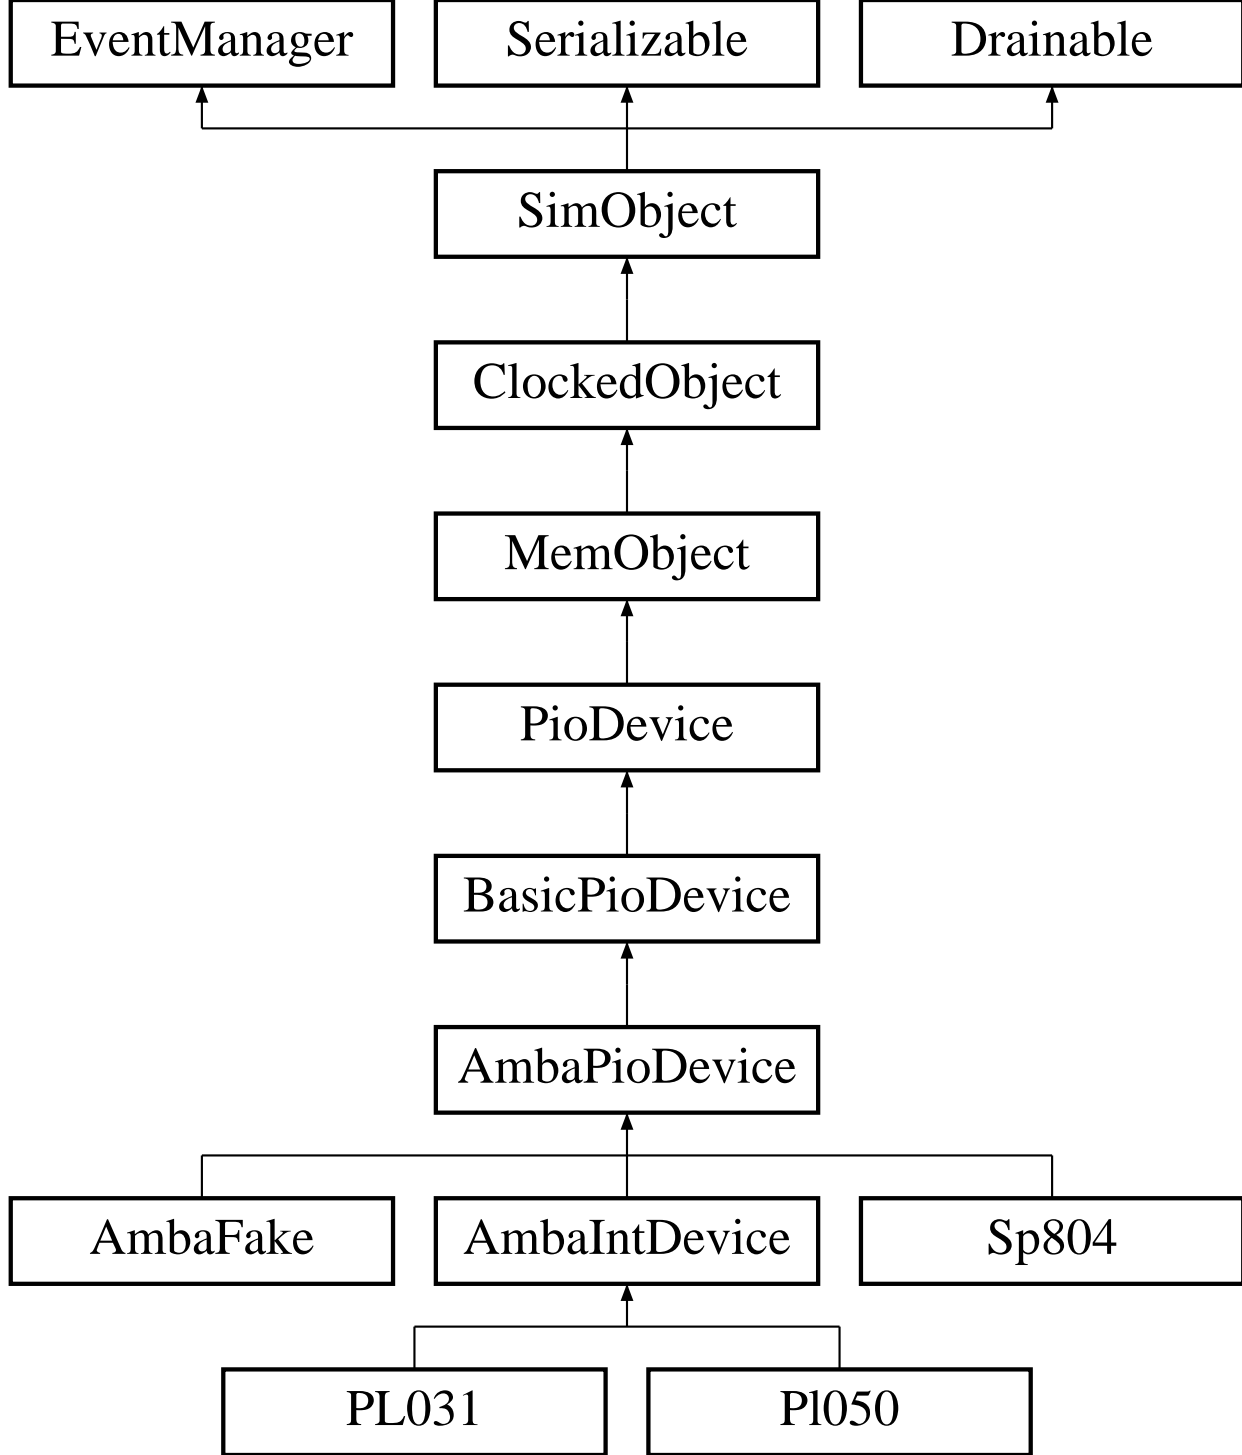 EventManager
Serializable
Drainable
SimObject
ClockedObject
MemObject
PioDevice
BasicPioDevice
AmbaPioDevice
AmbaFake
AmbaIntDevice
Sp804
PL031
Pl050